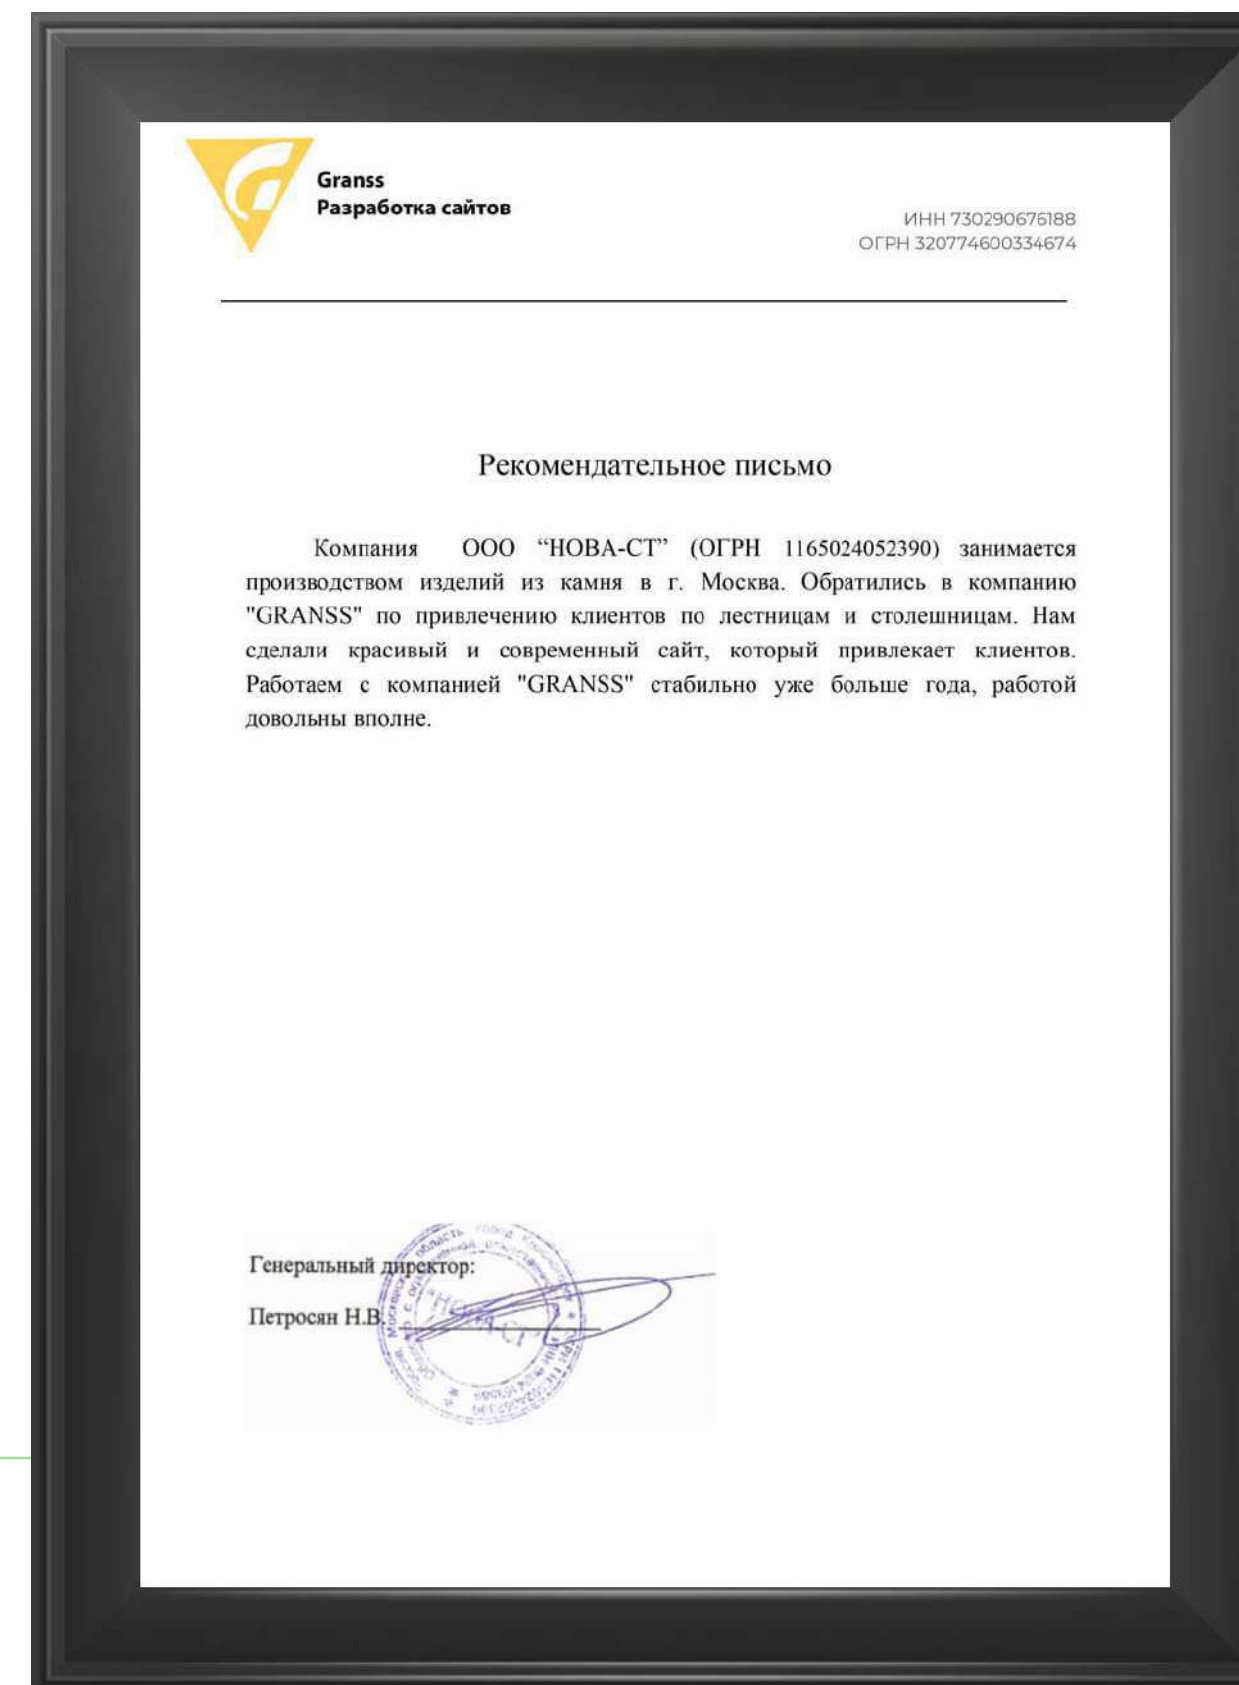 Granss
Разработка сайтов
ИНН 730290676188
ОГРН 320774600334674
Рекомендательное письмо
Компания ООО “НОВА-СТ” (ОГРН 1165024052390) занимается
производством изделий из камня в г. Москва. Обратились в компанию
"GRANSS" по привлечению клиентов по лестницам и столешницам. Нам
сделали красивый и современный сайт, который привлекает клиентов.
Работаем с компанией "GRANSS" стабильно уже больше года, работой
довольны вполне.
Генеральный директор:
Петросян Н.В.
"НОВА-СТ"